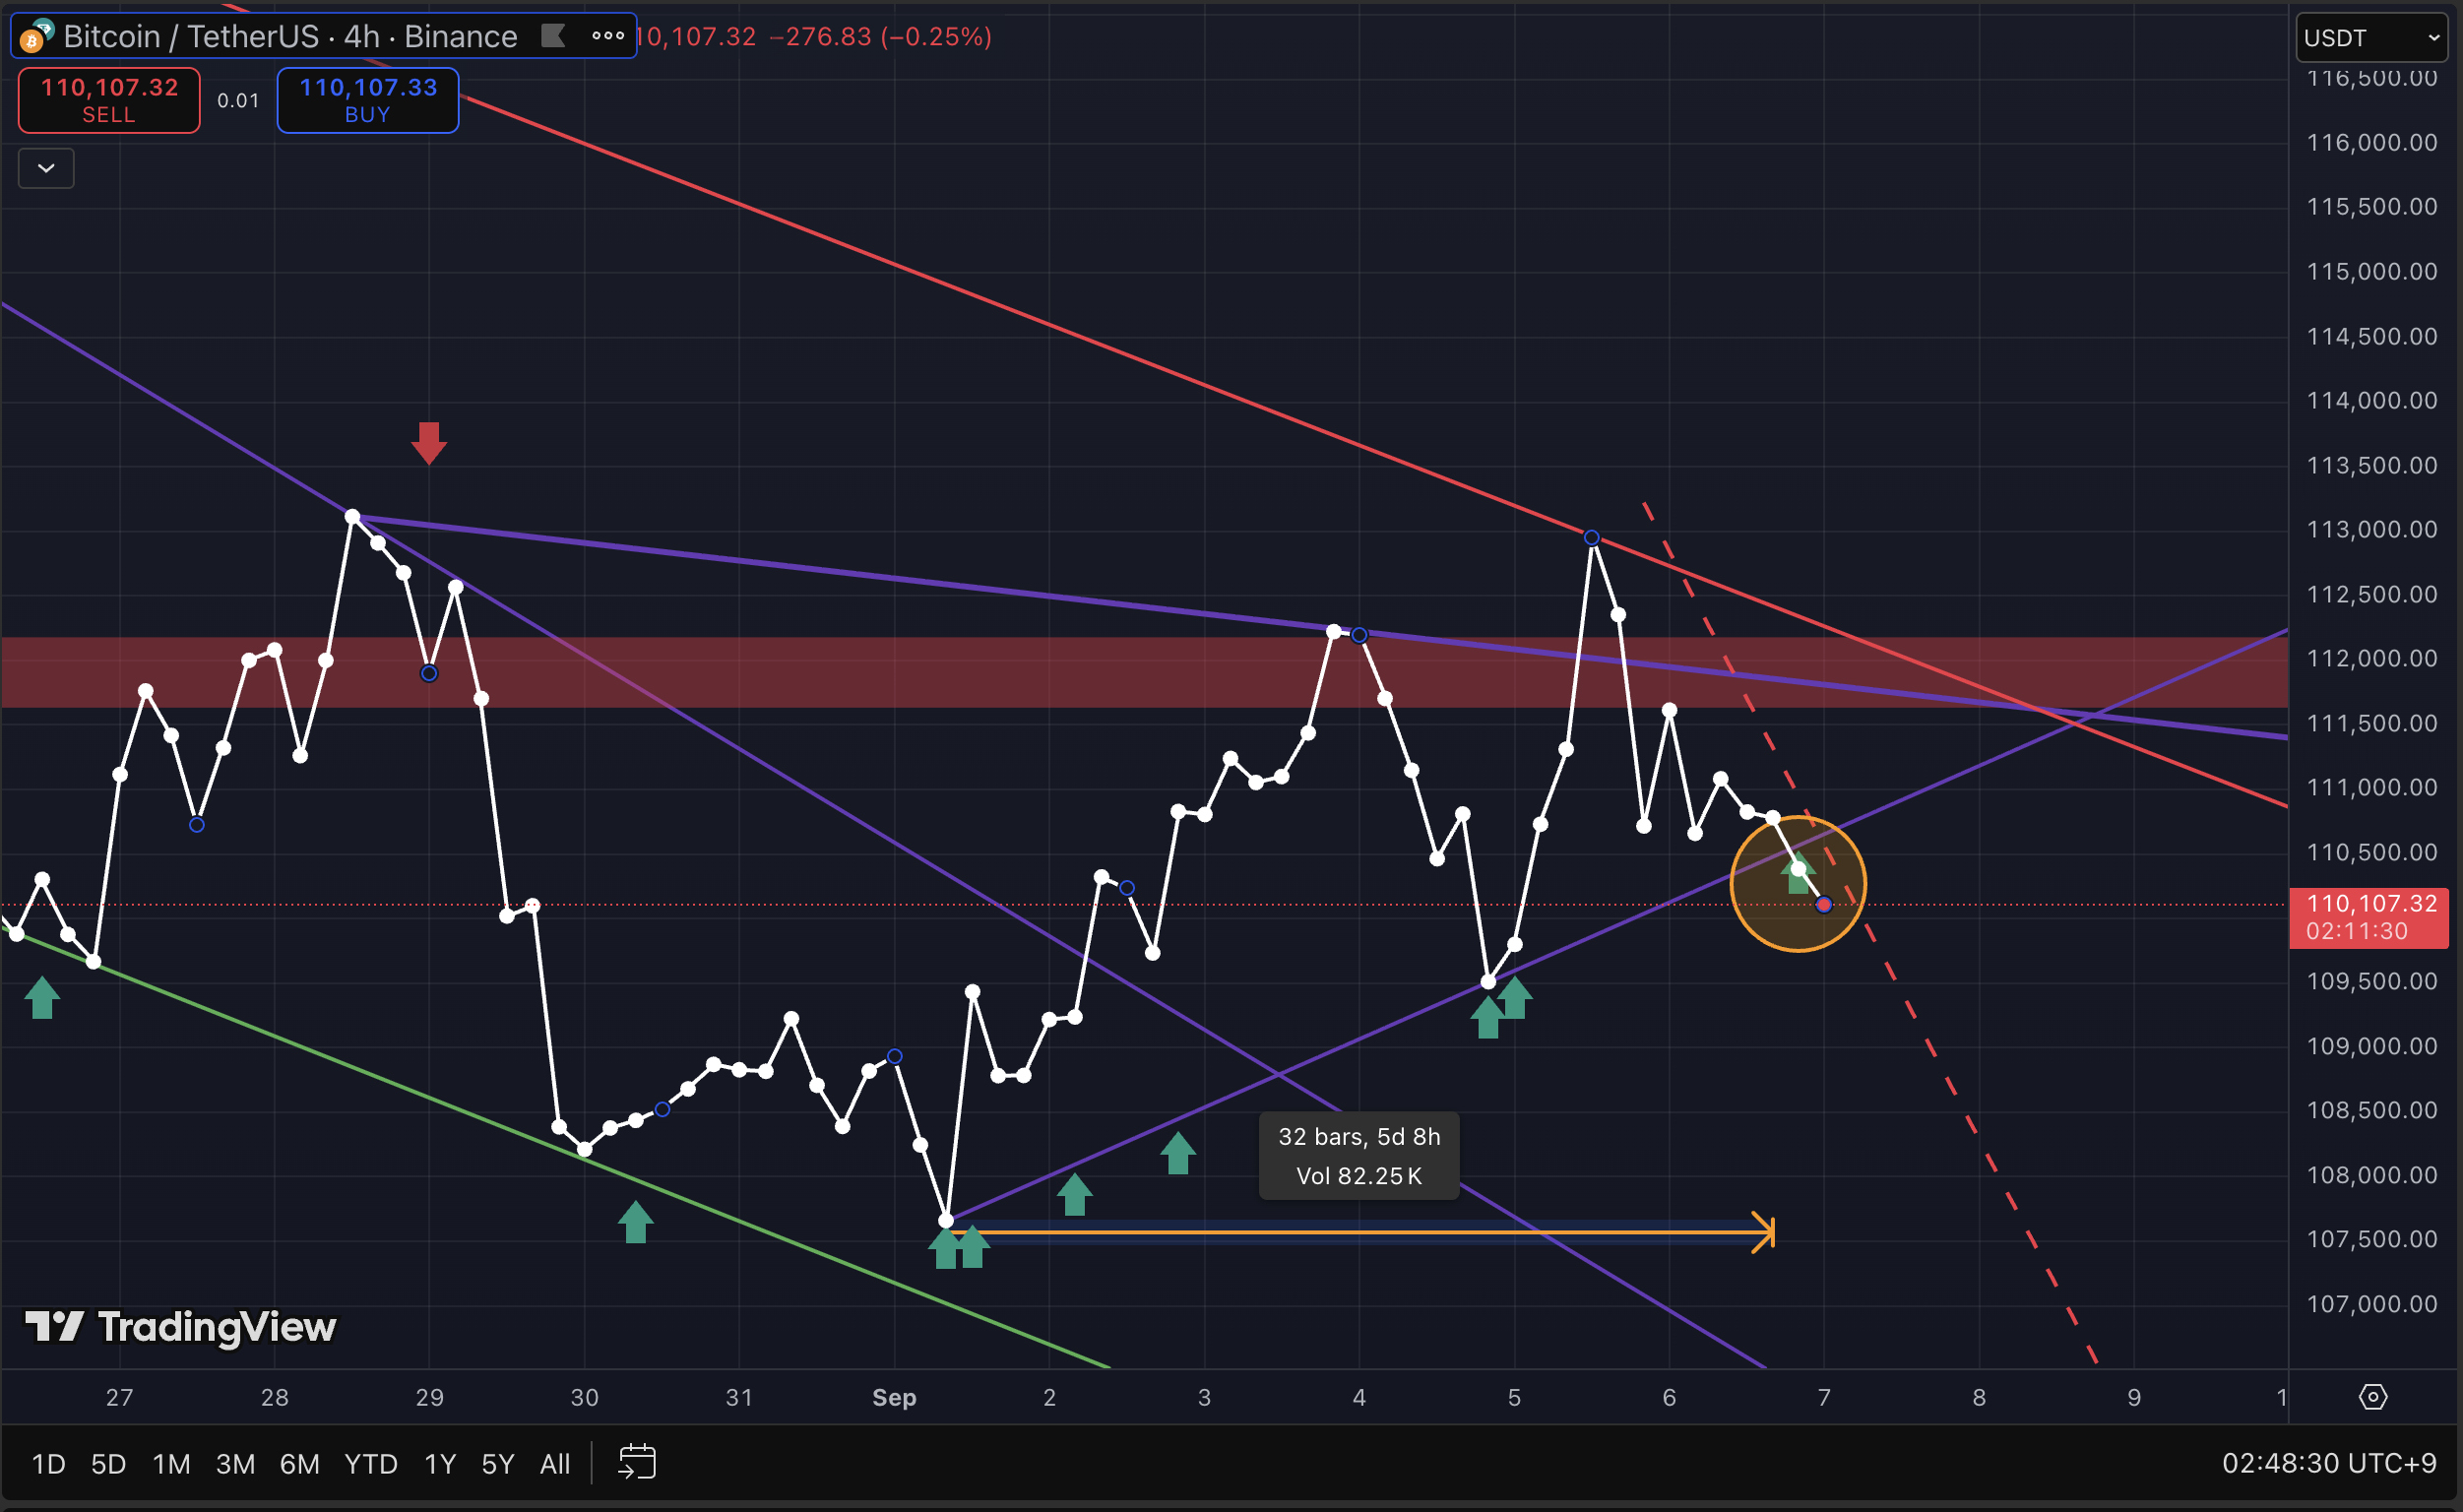 Bitcoin / TetherUS · 4h · Binance
10,107.32 −276.83 (−0.25%)
USDT
110,107.32
SELL
0.01
110,107.33
BUY
116,500.00
116,000.00
115,500.00
115,000.00
114,500.00
114,000.00
113,500.00
113,000.00
112,500.00
112,000.00
111,500.00
111,000.00
110,500.00
110,107.32
02:11:30
109,500.00
109,000.00
108,500.00
108,000.00
107,500.00
107,000.00
32 bars, 5d 8h
Vol 82.25 K
TradingView
27 28 29 30 31 Sep 2 3 4 5 6 7 8 9 1
1D 5D 1M 3M 6M YTD 1Y 5Y All
02:48:30 UTC+9